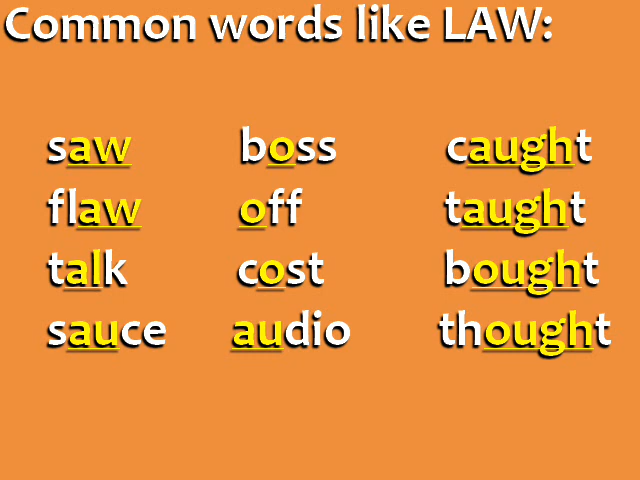 Common words like LAW:
saw boss caught
flaw off taught
talk cost bought
sauce audio thought